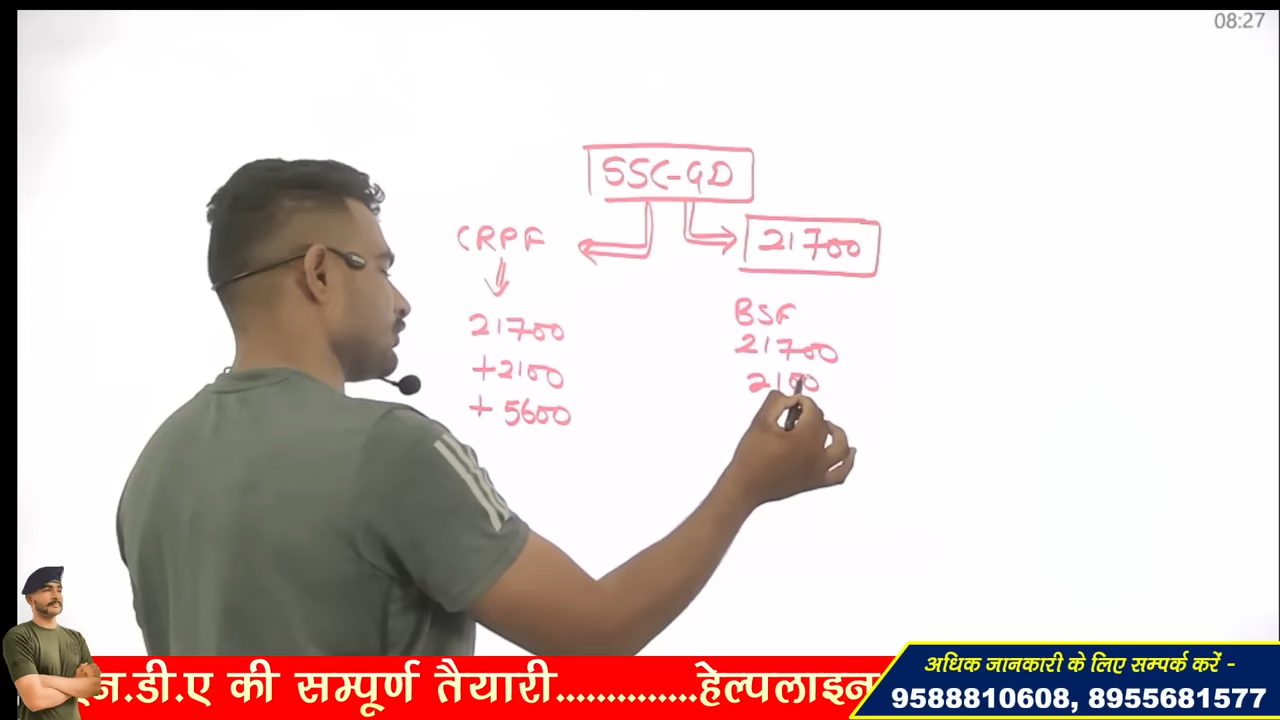 08:27
SSC-GD
CRPF
21700
21700
+2100
+5600
BSF
21700
2100
न.डी.ए की सम्पूर्ण तैयारी.............हेल्पलाइन
अधिक जानकारी के लिए सम्पर्क करें -
9588810608, 8955681577